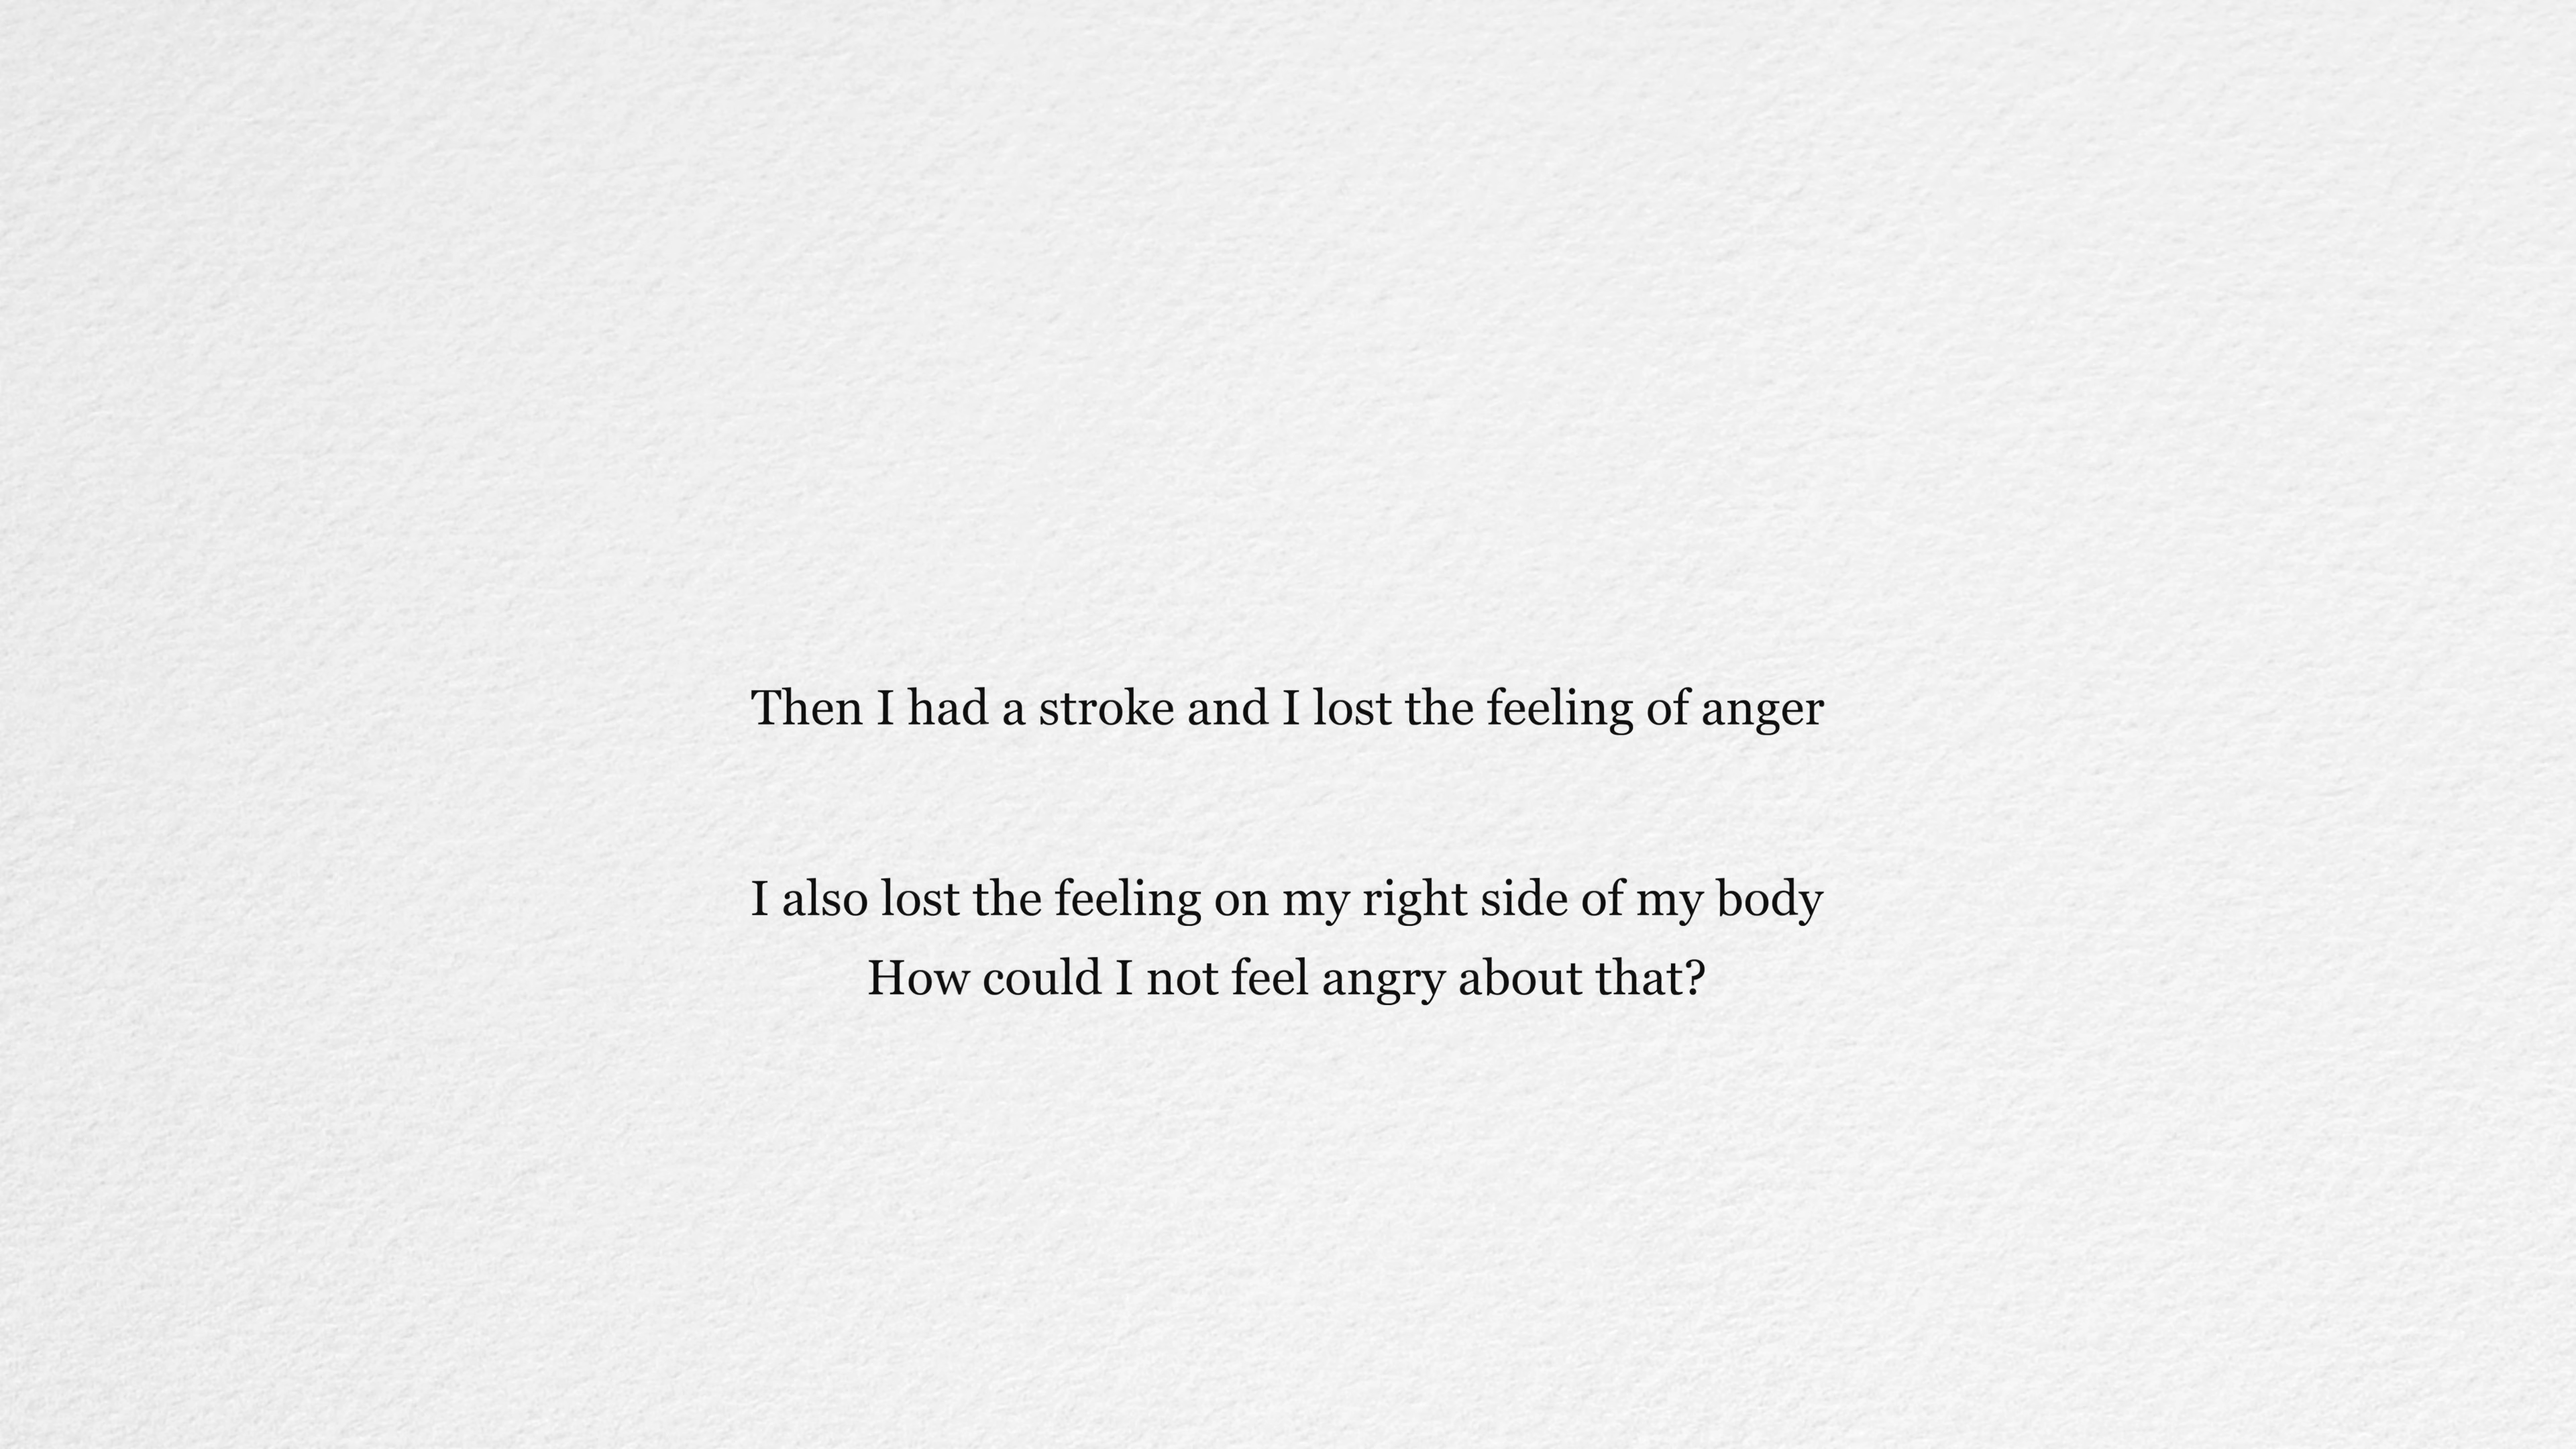 Then I had a stroke and I lost the feeling of anger
I also lost the feeling on my right side of my body
How could I not feel angry about that?